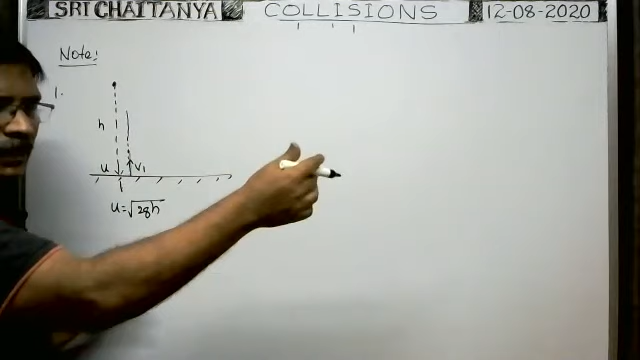 SRI CHAITANYA COLLISIONS 12-08-2020
Note:
1.
h
u v₁
u=√2gh